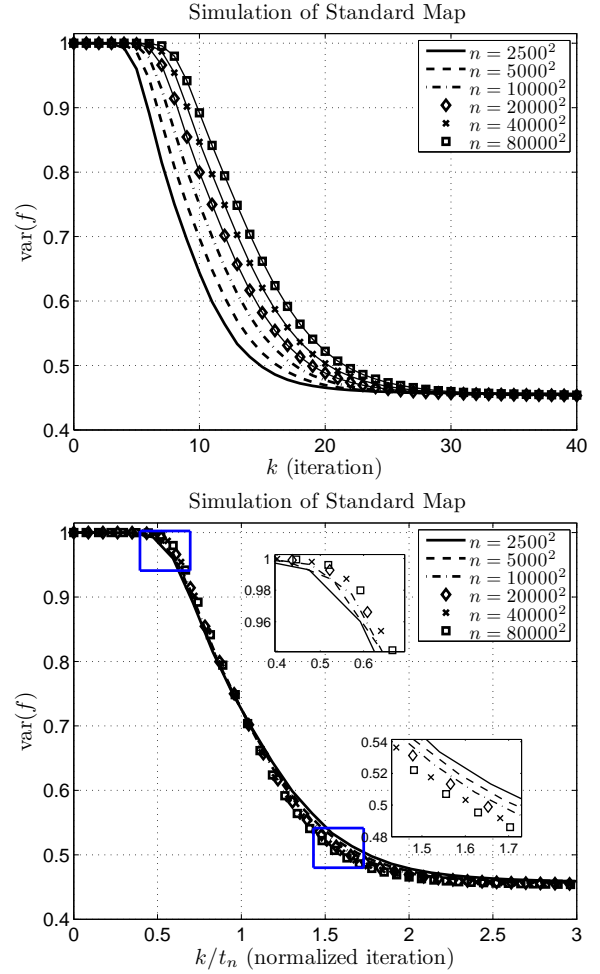 Simulation of Standard Map
1
0.9
0.8
0.7
0.6
0.5
0.4
var(f)
0 10 20 30 40
k (iteration)
n = 2500²
n = 5000²
n = 10000²
n = 20000²
n = 40000²
n = 80000²
Simulation of Standard Map
1
0.9
0.8
0.7
0.6
0.5
0.4
var(f)
0 0.5 1 1.5 2 2.5 3
k/tₙ (normalized iteration)
n = 2500²
n = 5000²
n = 10000²
n = 20000²
n = 40000²
n = 80000²
1
0.98
0.96
0.4 0.5 0.6
0.54
0.52
0.5
0.48
1.5 1.6 1.7